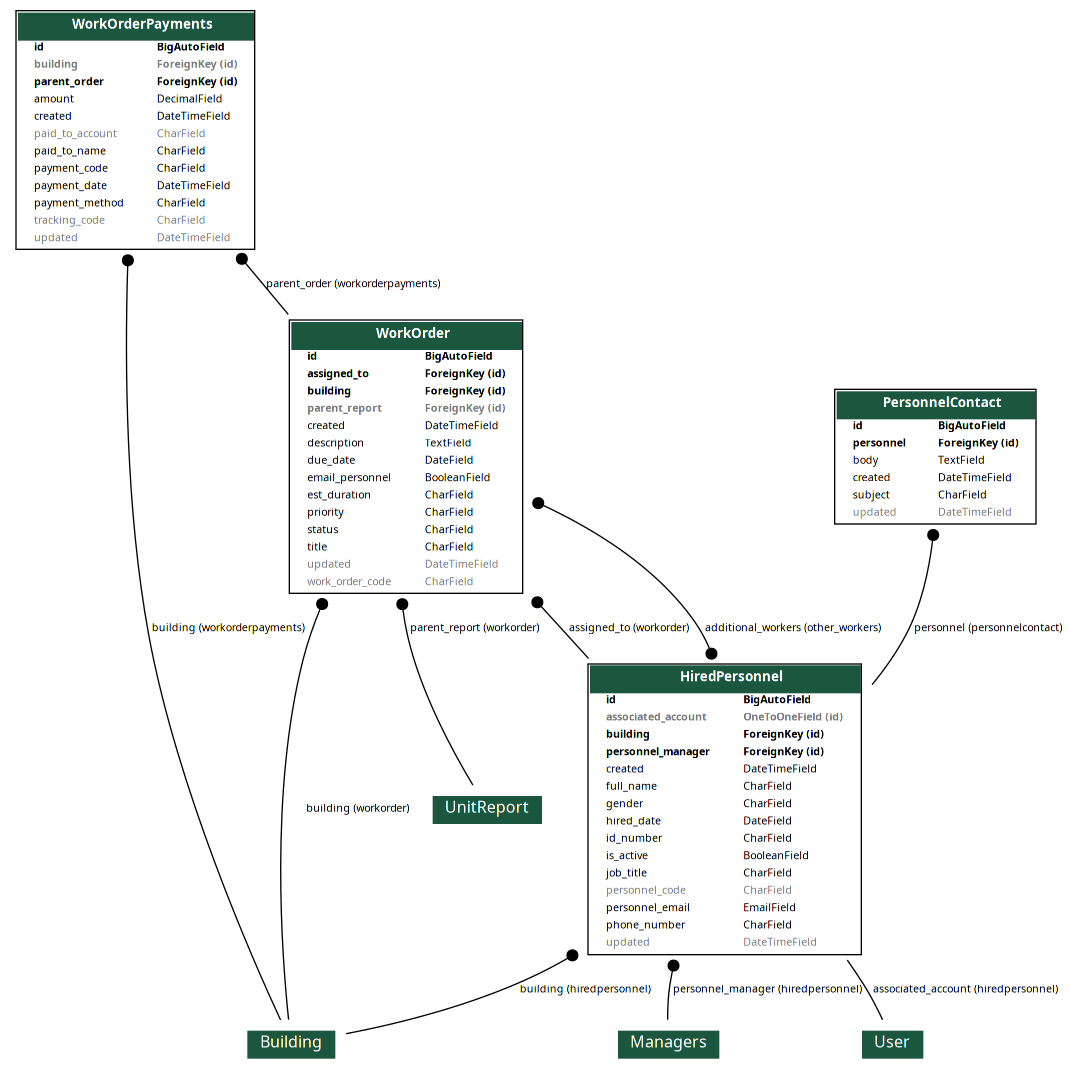 WorkOrderPayments
id BigAutoField
building ForeignKey (id)
parent_order ForeignKey (id)
amount DecimalField
created DateTimeField
paid_to_account CharField
paid_to_name CharField
payment_code CharField
payment_date DateTimeField
payment_method CharField
tracking_code CharField
updated DateTimeField
parent_order (workorderpayments)
WorkOrder
id BigAutoField
assigned_to ForeignKey (id)
building ForeignKey (id)
parent_report ForeignKey (id)
created DateTimeField
description TextField
due_date DateField
email_personnel BooleanField
est_duration CharField
priority CharField
status CharField
title CharField
updated DateTimeField
work_order_code CharField
PersonnelContact
id BigAutoField
personnel ForeignKey (id)
body TextField
created DateTimeField
subject CharField
updated DateTimeField
building (workorderpayments)
parent_report (workorder)
assigned_to (workorder)
additional_workers (other_workers)
personnel (personnelcontact)
HiredPersonnel
id BigAutoField
associated_account OneToOneField (id)
building ForeignKey (id)
personnel_manager ForeignKey (id)
created DateTimeField
full_name CharField
gender CharField
hired_date DateField
id_number CharField
is_active BooleanField
job_title CharField
personnel_code CharField
personnel_email EmailField
phone_number CharField
updated DateTimeField
building (workorder)
UnitReport
building (hiredpersonnel)
personnel_manager (hiredpersonnel)
associated_account (hiredpersonnel)
Building
Managers
User